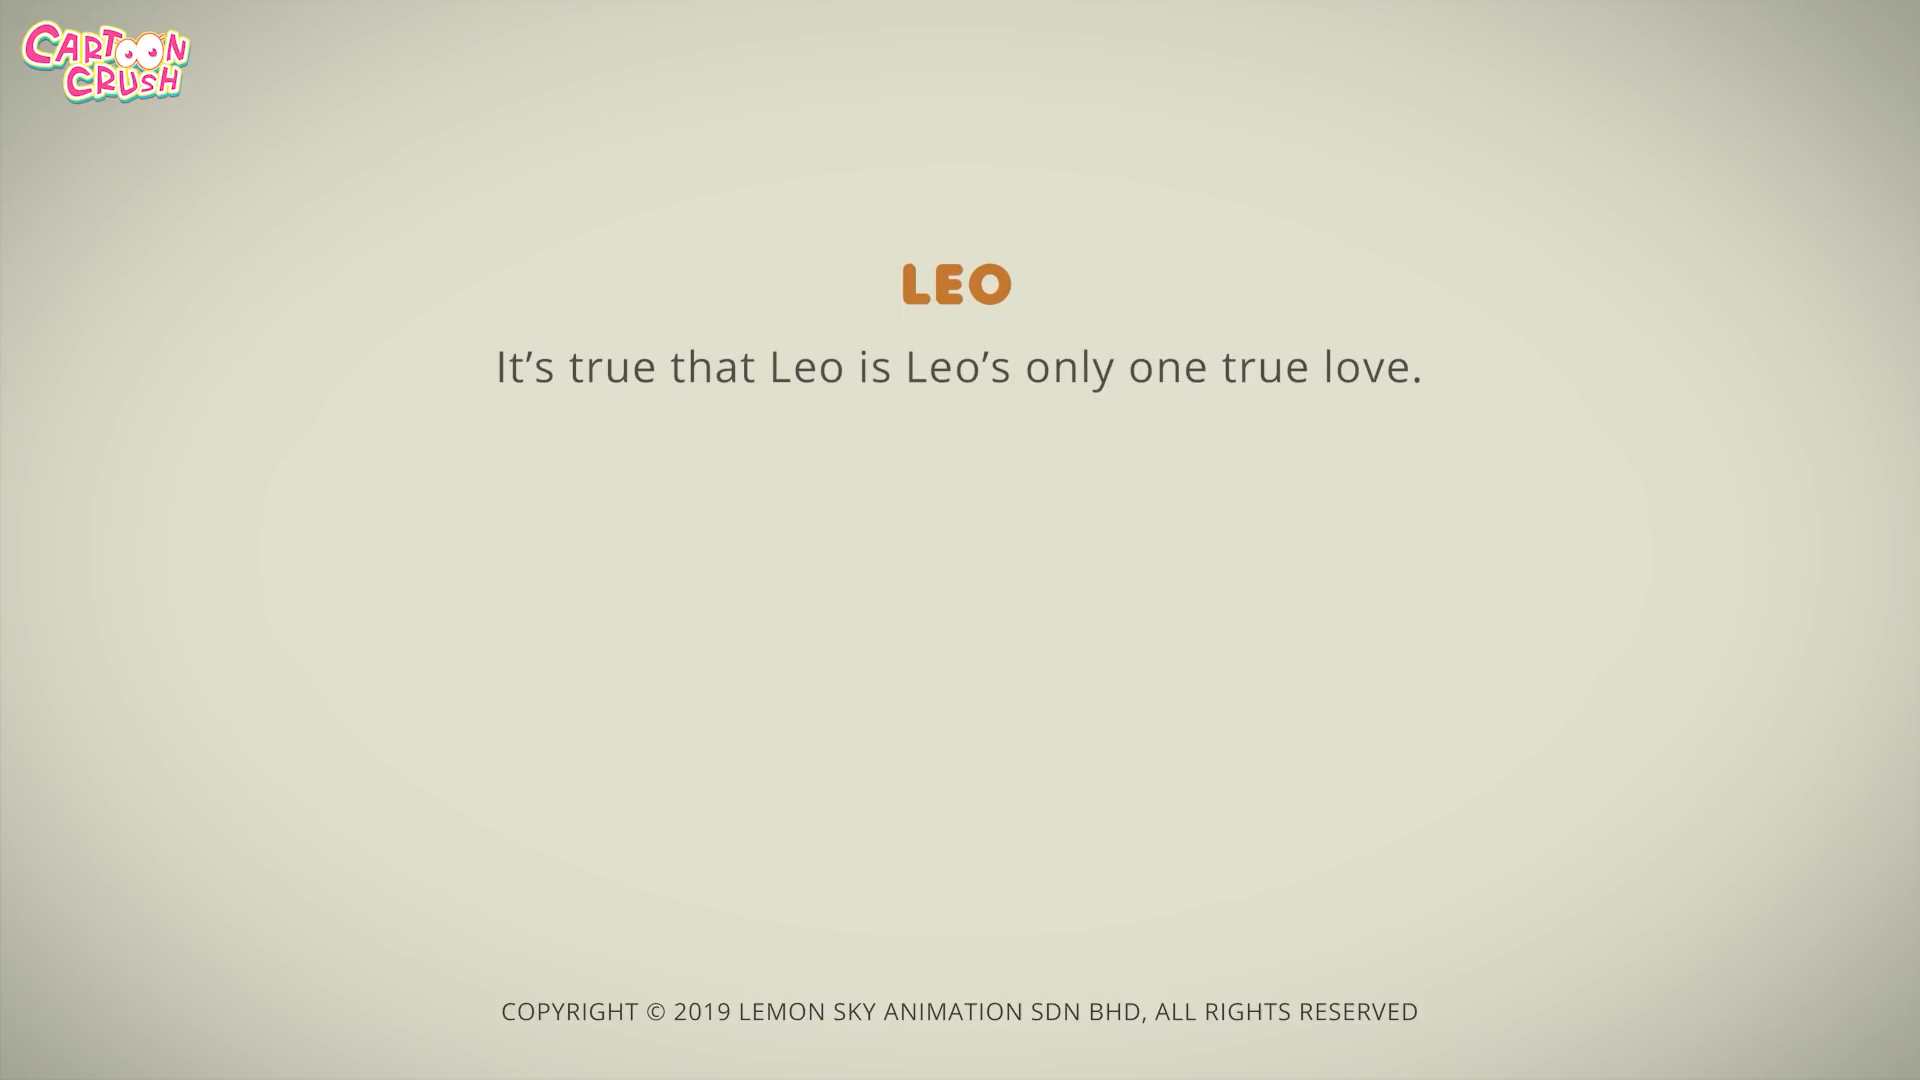 CARTOON
CRUSH
LEO
It’s true that Leo is Leo’s only one true love.
COPYRIGHT © 2019 LEMON SKY ANIMATION SDN BHD, ALL RIGHTS RESERVED